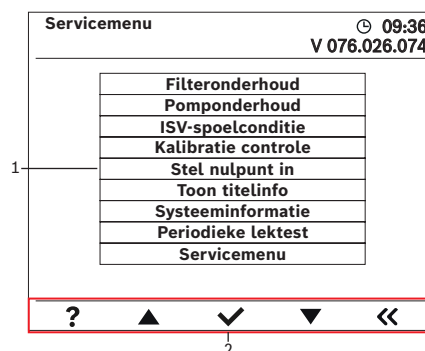 Servicemenu
09:36
V 076.026.074
Filteronderhoud
Pomponderhoud
ISV-spoelconditie
Kalibratie controle
Stel nulpunt in
Toon titelinfo
Systeeminformatie
Periodieke lektest
Servicemenu
1
?
2